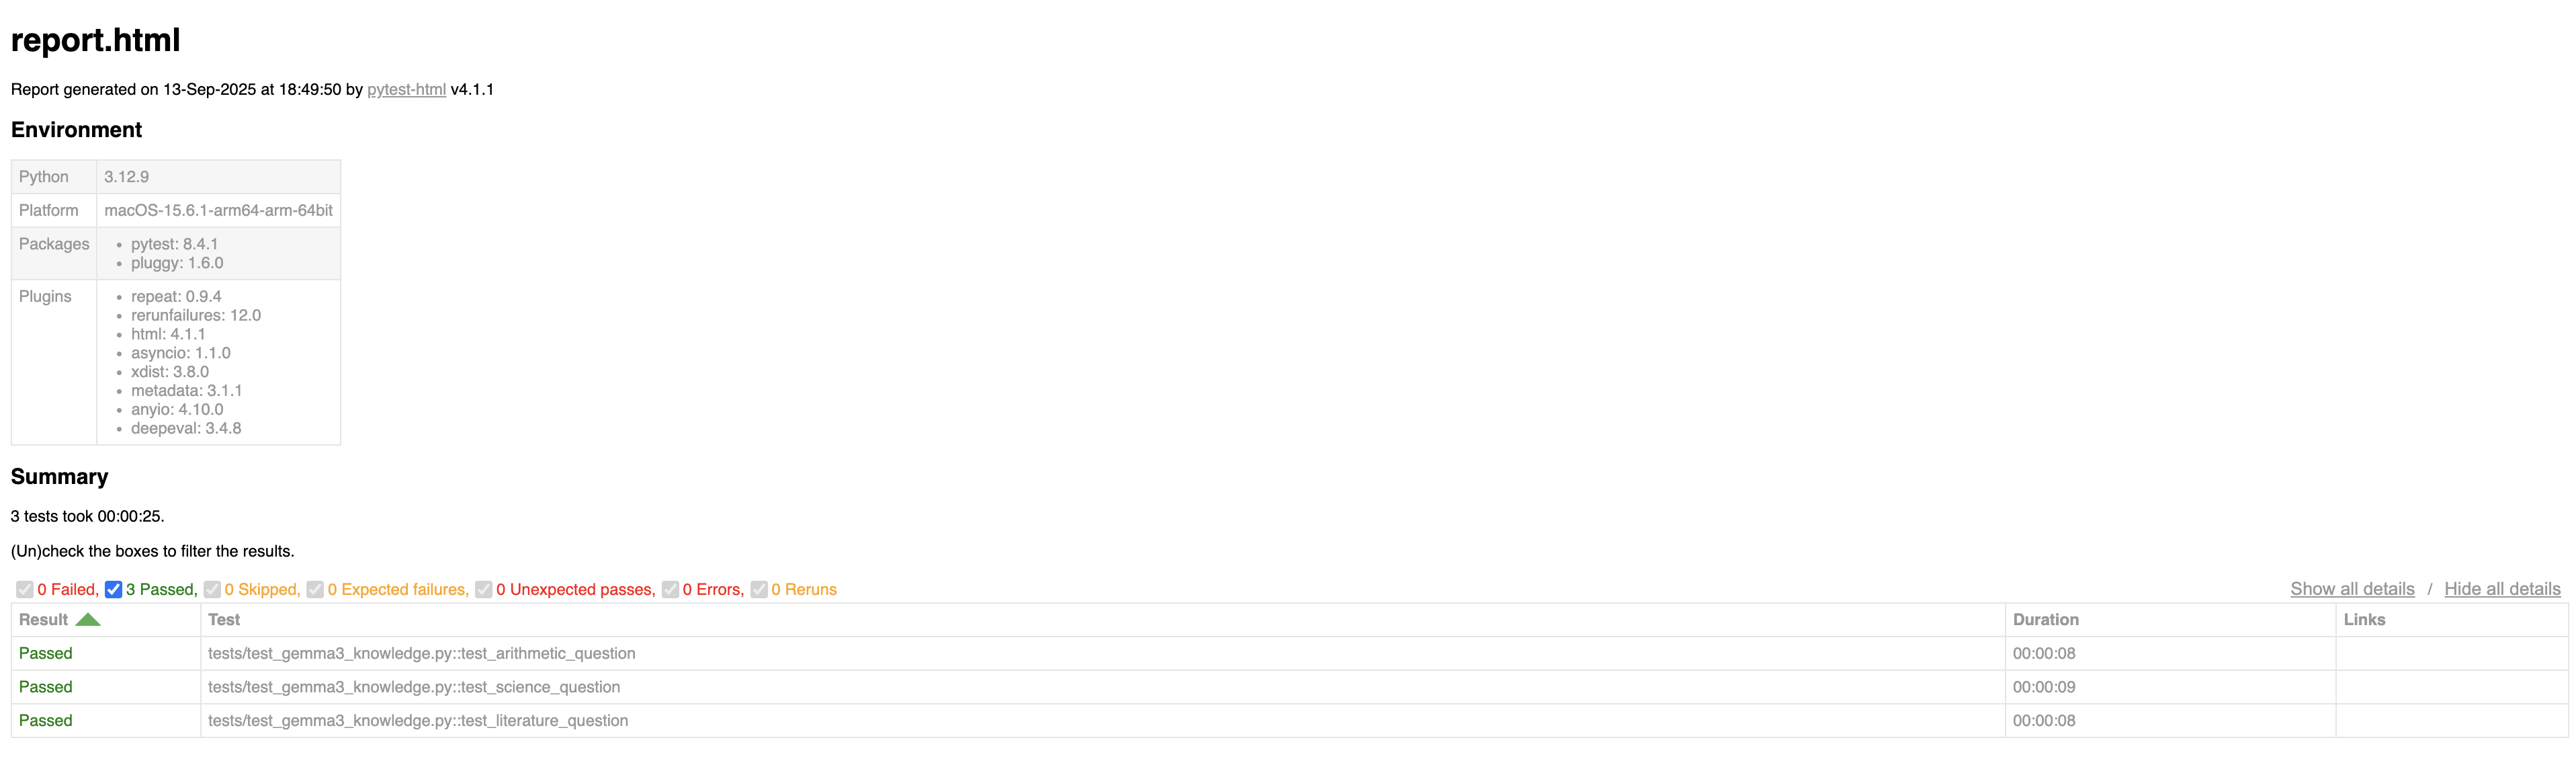 report.html
Report generated on 13-Sep-2025 at 18:49:50 by pytest-html v4.1.1
Environment
Python 3.12.9
Platform macOS-15.6.1-arm64-arm-64bit
Packages
• pytest: 8.4.1
• pluggy: 1.6.0
Plugins
• repeat: 0.9.4
• rerunfailures: 12.0
• html: 4.1.1
• asyncio: 1.1.0
• xdist: 3.8.0
• metadata: 3.1.1
• anyio: 4.10.0
• deepeval: 3.4.8
Summary
3 tests took 00:00:25.
(Un)check the boxes to filter the results.
0 Failed, 3 Passed, 0 Skipped, 0 Expected failures, 0 Unexpected passes, 0 Errors, 0 Reruns Show all details / Hide all details
Result Test Duration Links
Passed tests/test_gemma3_knowledge.py::test_arithmetic_question 00:00:08
Passed tests/test_gemma3_knowledge.py::test_science_question 00:00:09
Passed tests/test_gemma3_knowledge.py::test_literature_question 00:00:08